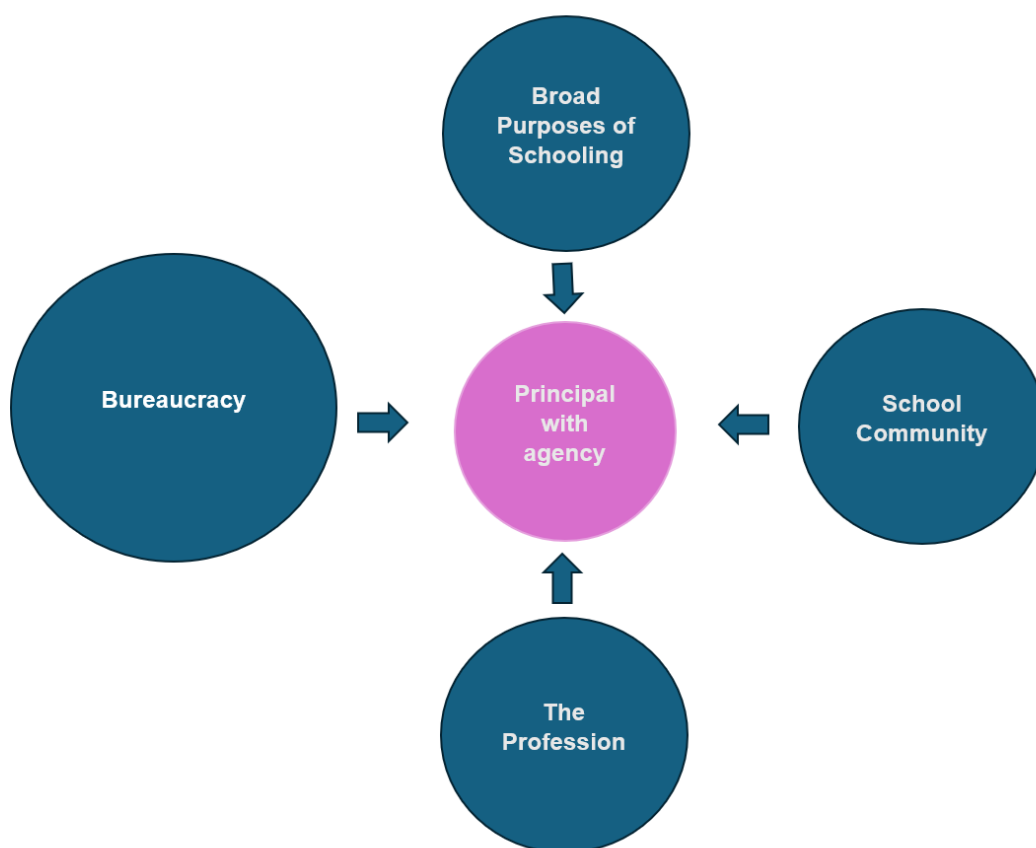 Broad
Purposes of
Schooling
Bureaucracy
Principal
with
agency
School
Community
The
Profession